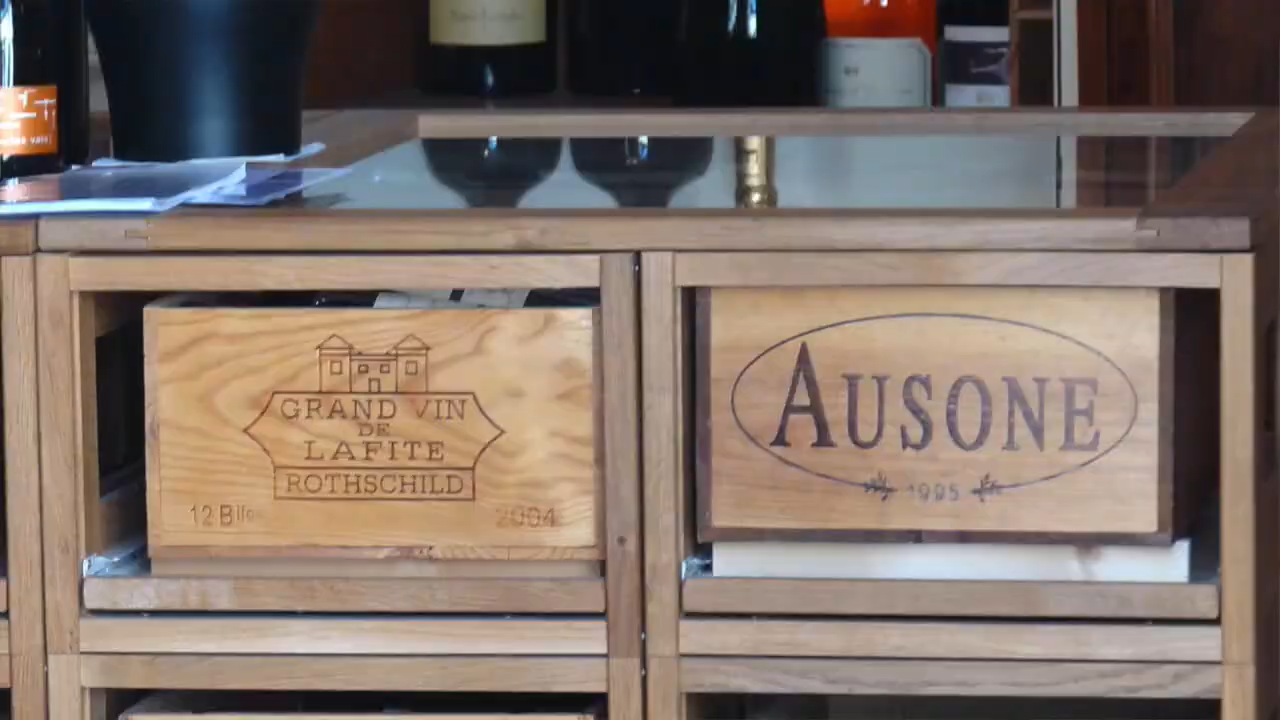 GRAND VIN
DE
LAFITE
ROTHSCHILD
12 Blles
2004
AUSONE
1995